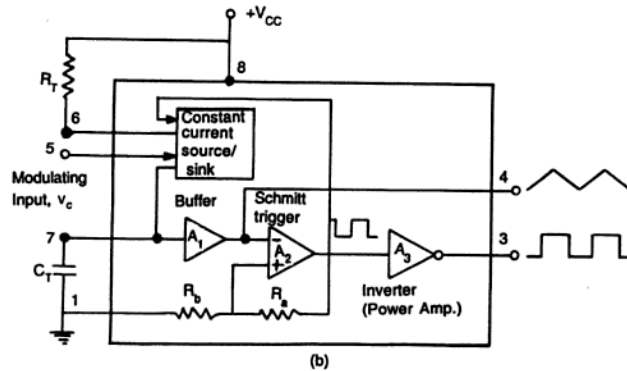 +V_CC
8
R_T
6
5
Modulating
Input, v_c
Constant
current
source/
sink
Buffer
Schmitt
trigger
4
7
A_1
−
A_2
+
A_3
3
C_T
R_b
R_a
Inverter
(Power Amp.)
1
(b)